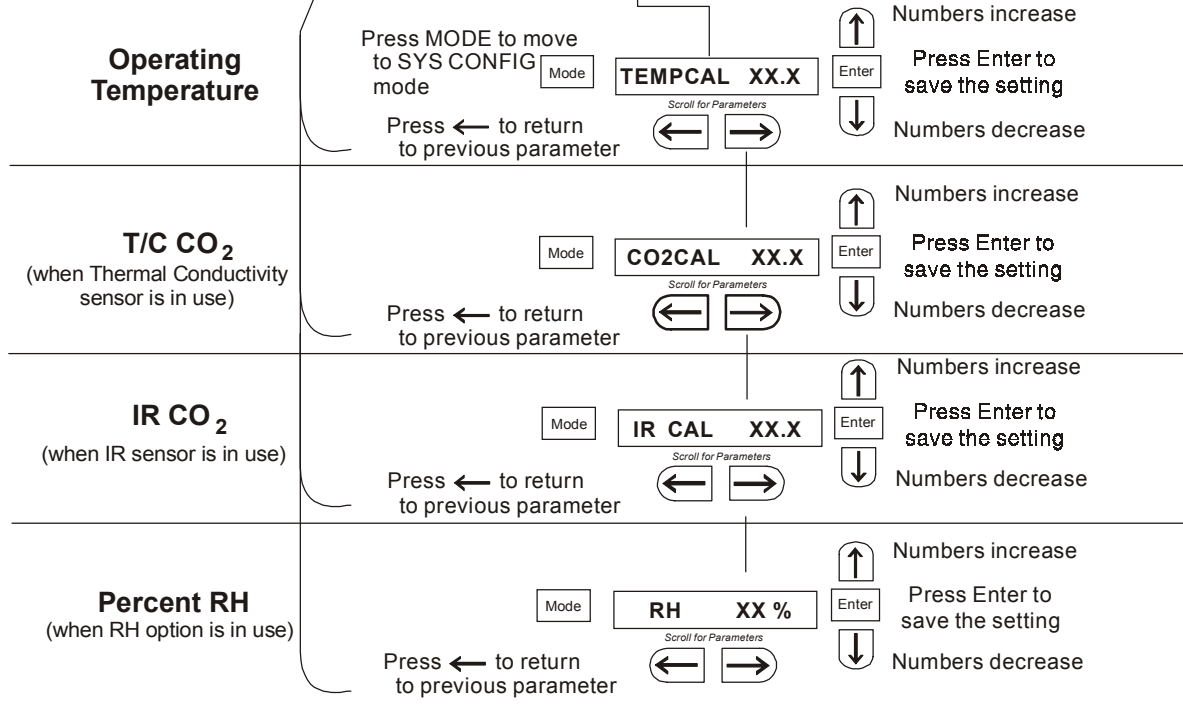 Numbers increase
Operating
Temperature
Press MODE to move
to SYS CONFIG
mode
Mode
TEMPCAL XX.X
Enter
Press Enter to
save the setting
Scroll for Parameters
Press ← to return
to previous parameter
← →
Numbers decrease
Numbers increase
T/C CO2
(when Thermal Conductivity
sensor is in use)
Mode
CO2CAL XX.X
Enter
Press Enter to
save the setting
Scroll for Parameters
Press ← to return
to previous parameter
← →
Numbers decrease
Numbers increase
IR CO2
(when IR sensor is in use)
Mode
IR CAL XX.X
Enter
Press Enter to
save the setting
Scroll for Parameters
Press ← to return
to previous parameter
← →
Numbers decrease
Numbers increase
Percent RH
(when RH option is in use)
Mode
RH XX %
Enter
Press Enter to
save the setting
Scroll for Parameters
Press ← to return
to previous parameter
← →
Numbers decrease